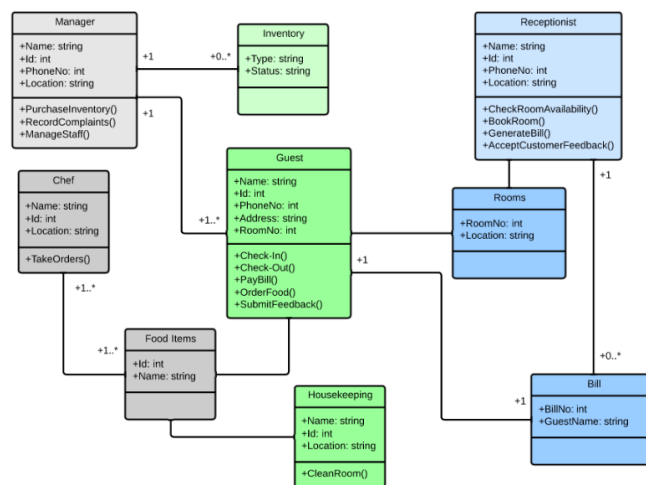 Manager
+Name: string
+Id: int
+PhoneNo: int
+Location: string
+PurchaseInventory()
+RecordComplaints()
+ManageStaff()
+1
+0..*
+1
+1..*
Inventory
+Type: string
+Status: string
Receptionist
+Name: string
+Id: int
+PhoneNo: int
+Location: string
+CheckRoomAvailability()
+BookRoom()
+GenerateBill()
+AcceptCustomerFeedback()
+1
+0..*
Chef
+Name: string
+Id: int
+Location: string
+TakeOrders()
+1..*
+1..*
Guest
+Name: string
+Id: int
+PhoneNo: int
+Address: string
+RoomNo: int
+Check-In()
+Check-Out()
+PayBill()
+OrderFood()
+SubmitFeedback()
+1
+1
Rooms
+RoomNo: int
+Location: string
Food Items
+Id: int
+Name: string
Housekeeping
+Name: string
+Id: int
+Location: string
+CleanRoom()
Bill
+BillNo: int
+GuestName: string